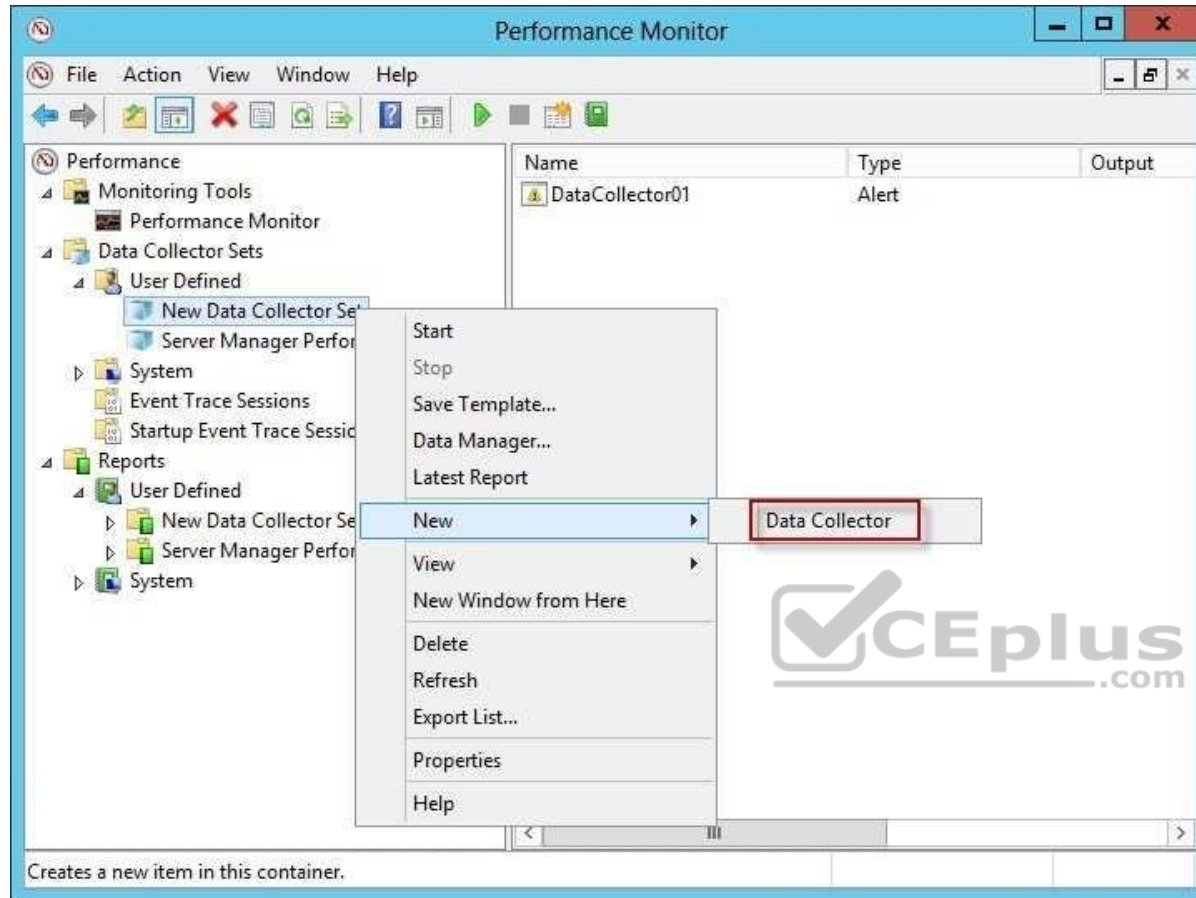 Performance Monitor
File Action View Window Help
Performance
Monitoring Tools
Performance Monitor
Data Collector Sets
User Defined
New Data Collector Se
Server Manager Perfor
System
Event Trace Sessions
Startup Event Trace Sessic
Reports
User Defined
New Data Collector Se
Server Manager Perfor
System
Name Type Output
DataCollector01 Alert
Start
Stop
Save Template...
Data Manager...
Latest Report
New
Data Collector
View
New Window from Here
Delete
Refresh
Export List...
Properties
Help
CEplus
.com
Creates a new item in this container.